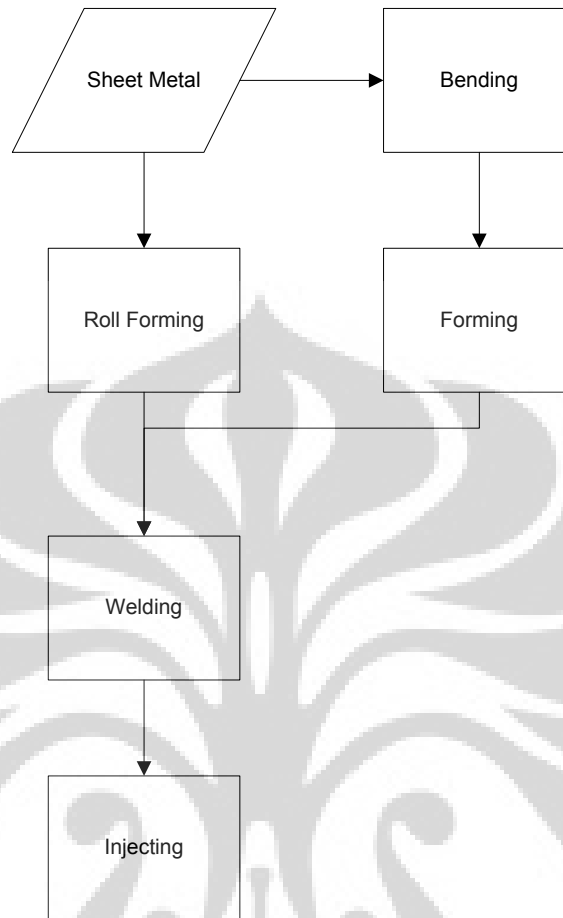 Sheet Metal
Bending
Roll Forming
Forming
Welding
Injecting